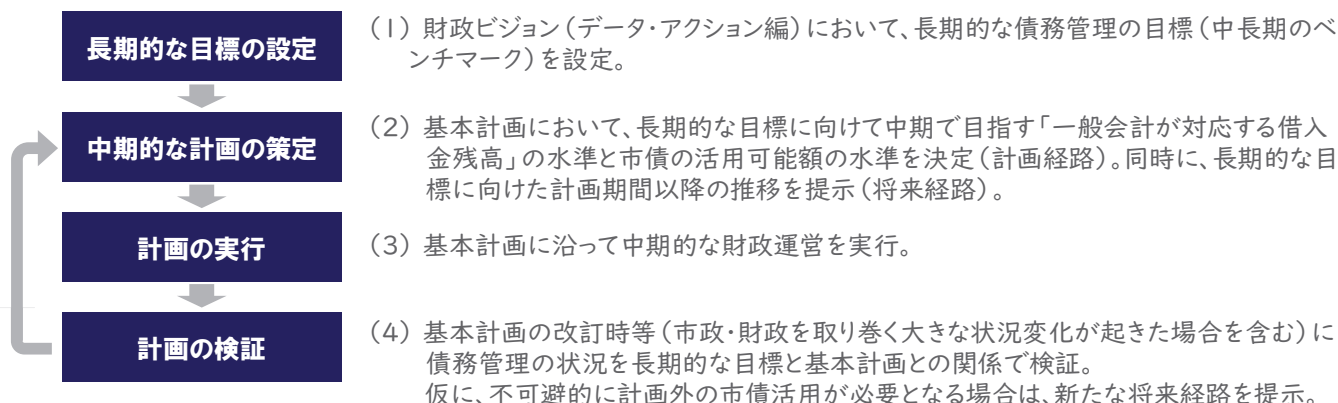 長期的な目標の設定
(1) 財政ビジョン(データ・アクション編)において、長期的な債務管理の目標(中長期のベ
ンチマーク)を設定。
中期的な計画の策定
(2) 基本計画において、長期的な目標に向けて中期で目指す「一般会計が対応する借入
金残高」の水準と市債の活用可能額の水準を決定(計画経路)。同時に、長期的な目
標に向けた計画期間以降の推移を提示(将来経路)。
計画の実行
(3) 基本計画に沿って中期的な財政運営を実行。
計画の検証
(4) 基本計画の改訂時等(市政・財政を取り巻く大きな状況変化が起きた場合を含む)に
債務管理の状況を長期的な目標と基本計画との関係で検証。
仮に、不可避的に計画外の市債活用が必要となる場合は、新たな将来経路を提示。